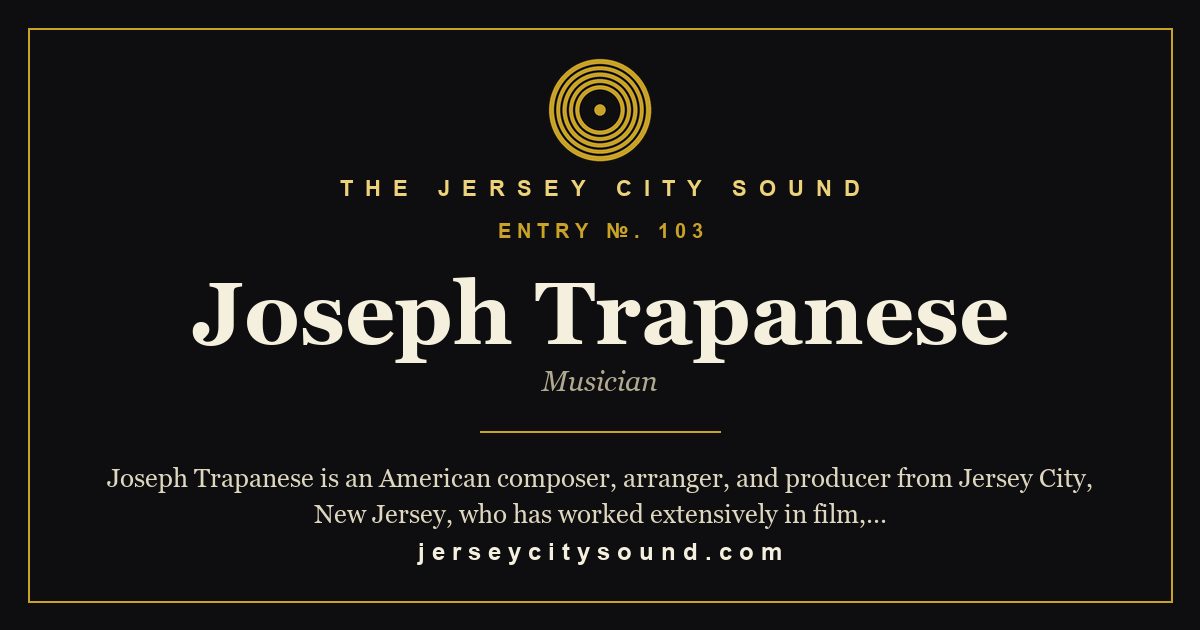 THE JERSEY CITY SOUND
ENTRY №. 103
Joseph Trapanese
Musician
Joseph Trapanese is an American composer, arranger, and producer from Jersey City,
New Jersey, who has worked extensively in film,...
jerseycitysound.com